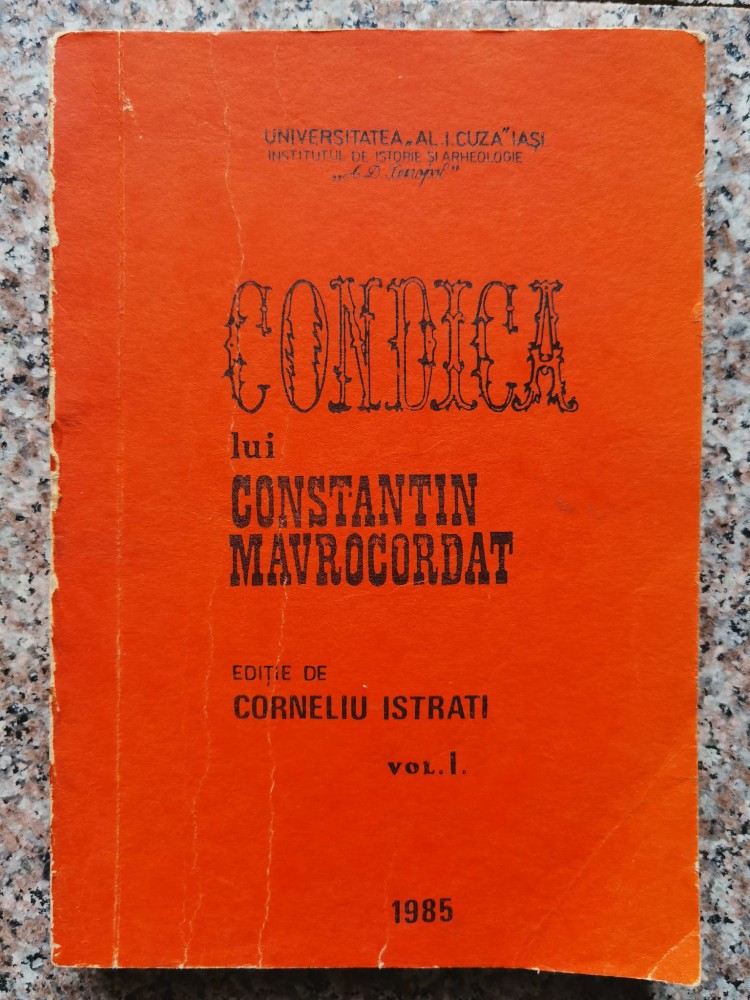 UNIVERSITATEA „AL.I.CUZA" IAȘI
INSTITUTUL DE ISTORIE ȘI ARHEOLOGIE
„A.D. Xenopol"
CONDICA
lui
CONSTANTIN
MAVROCORDAT
EDIȚIE DE
CORNELIU ISTRATI
VOL. I.
1985